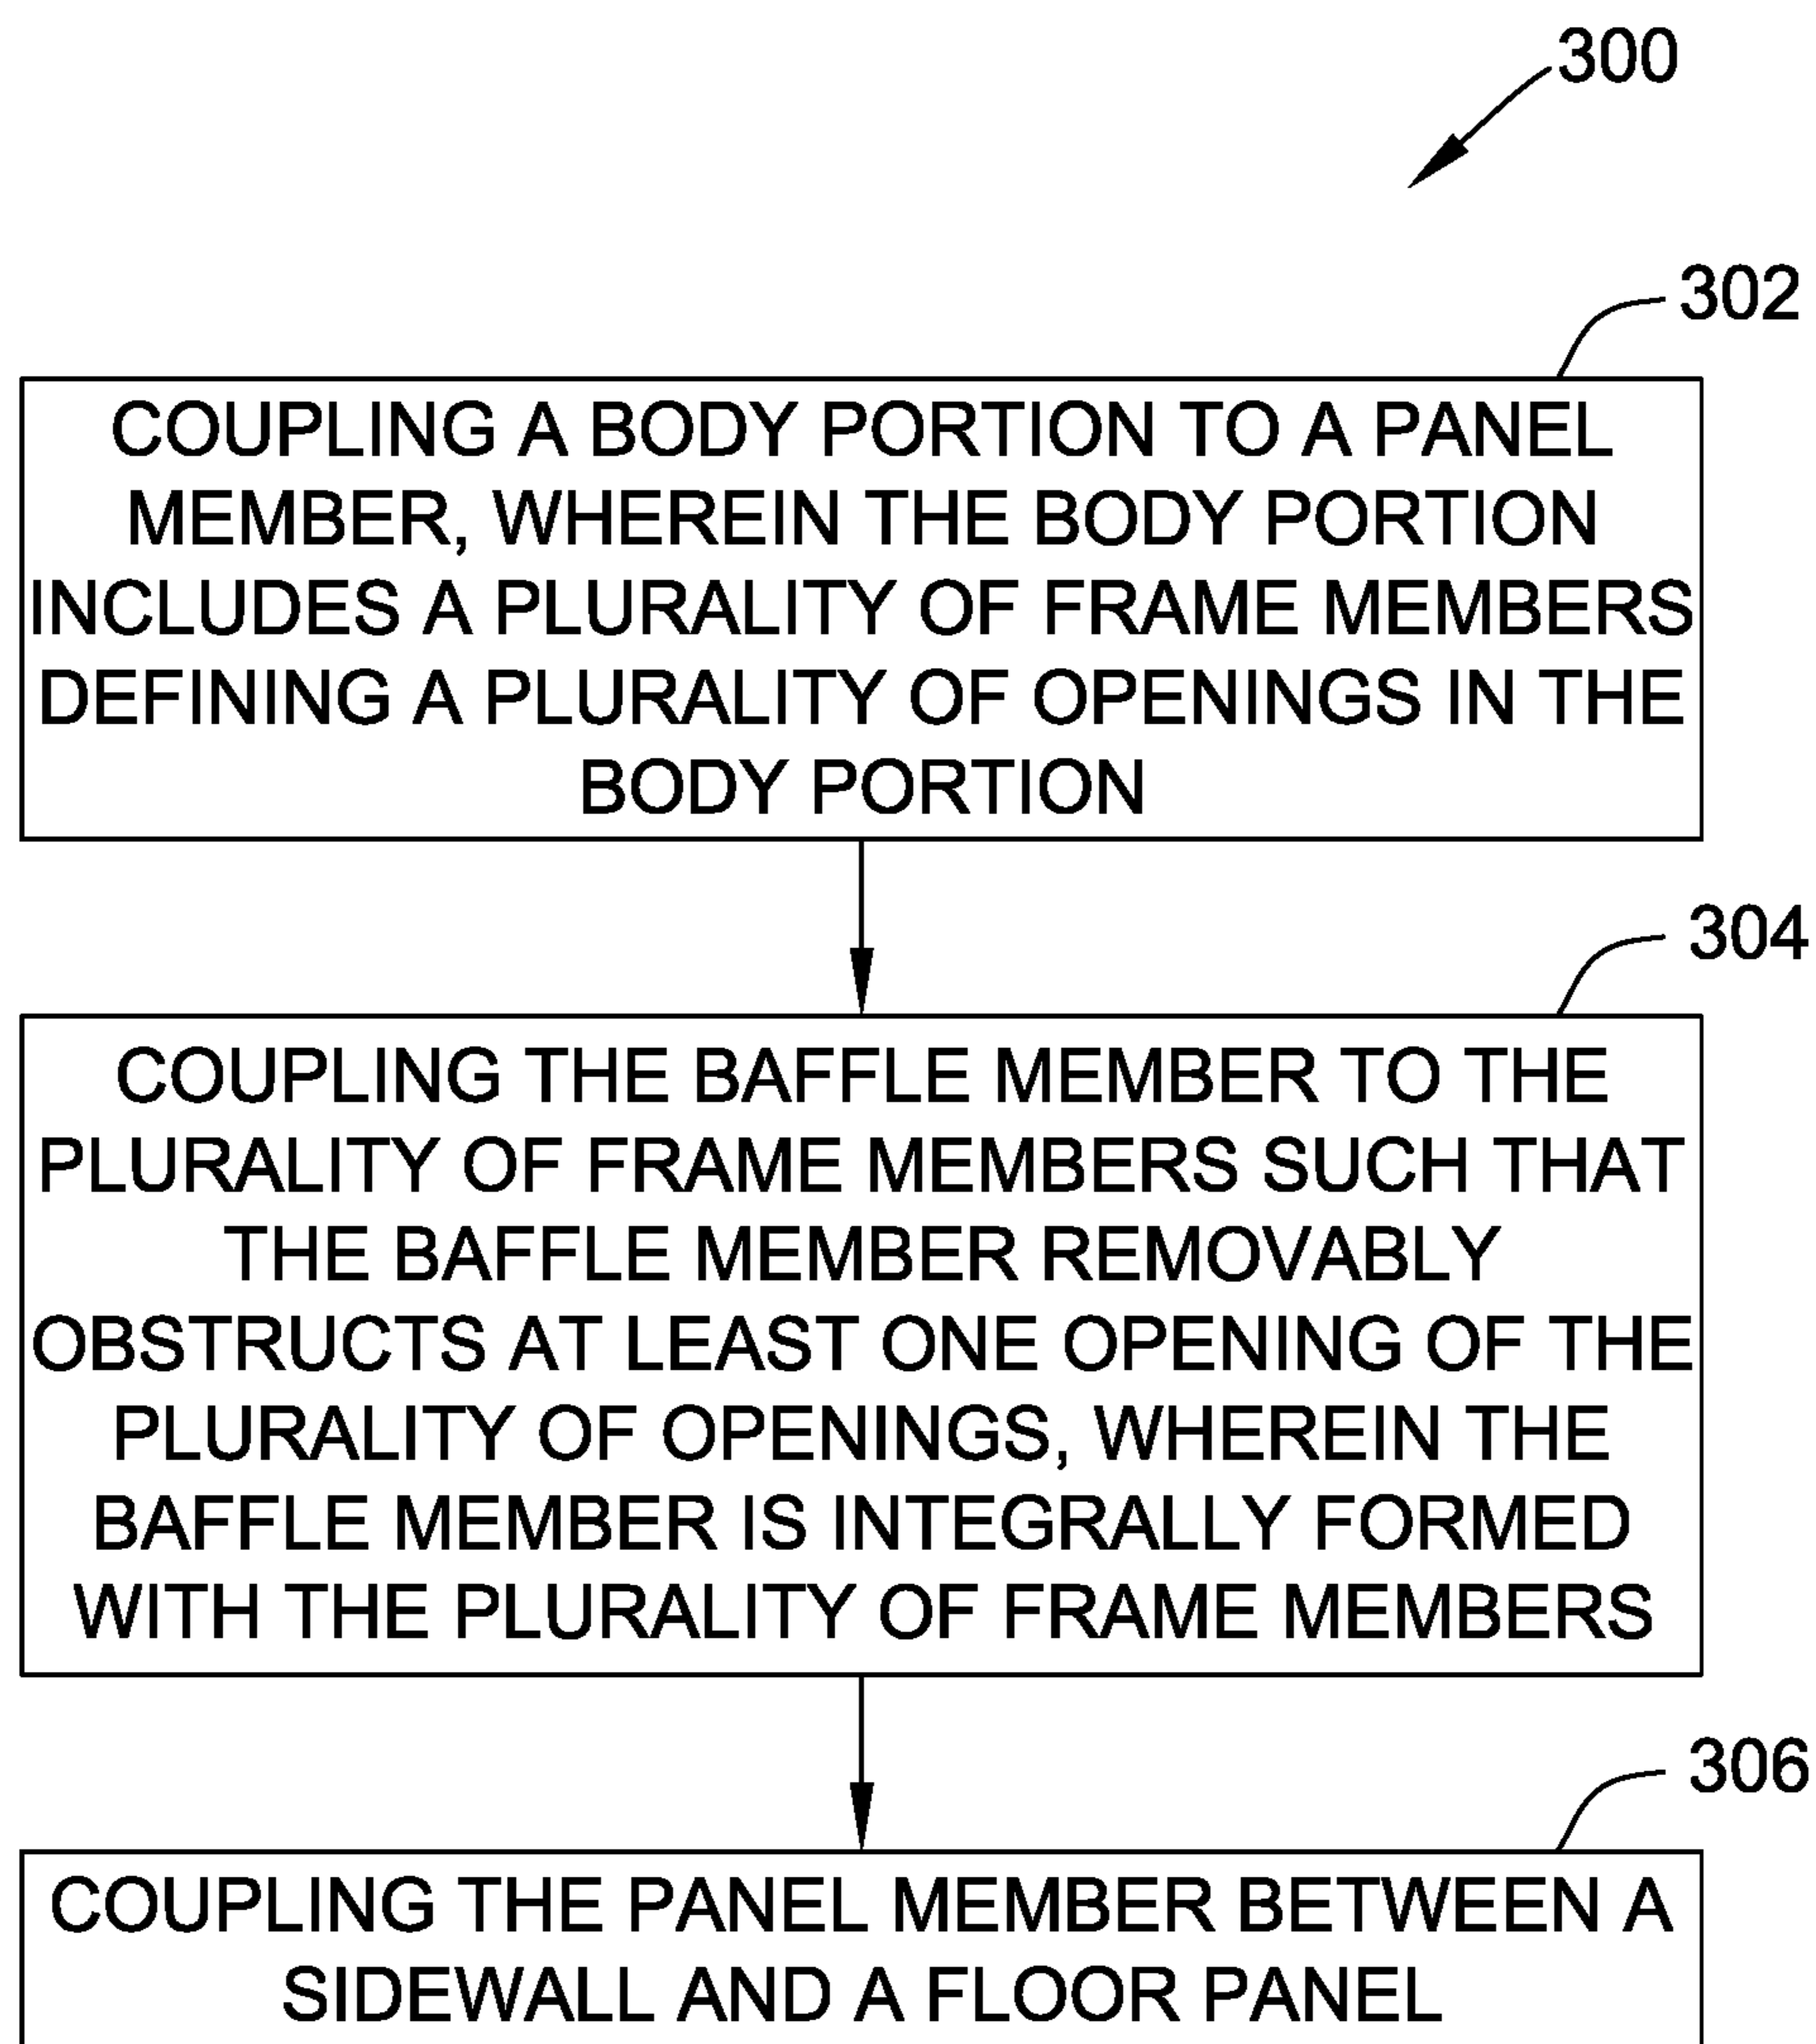 300
302
COUPLING A BODY PORTION TO A PANEL
MEMBER, WHEREIN THE BODY PORTION
INCLUDES A PLURALITY OF FRAME MEMBERS
DEFINING A PLURALITY OF OPENINGS IN THE
BODY PORTION
304
COUPLING THE BAFFLE MEMBER TO THE
PLURALITY OF FRAME MEMBERS SUCH THAT
THE BAFFLE MEMBER REMOVABLY
OBSTRUCTS AT LEAST ONE OPENING OF THE
PLURALITY OF OPENINGS, WHEREIN THE
BAFFLE MEMBER IS INTEGRALLY FORMED
WITH THE PLURALITY OF FRAME MEMBERS
306
COUPLING THE PANEL MEMBER BETWEEN A
SIDEWALL AND A FLOOR PANEL